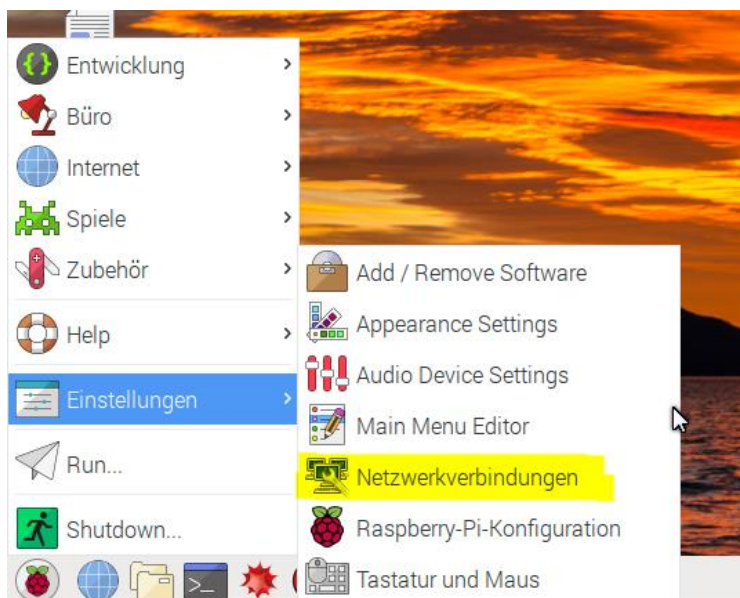 Entwicklung
Büro
Internet
Spiele
Zubehör
Help
Einstellungen
Run...
Shutdown...
Add / Remove Software
Appearance Settings
Audio Device Settings
Main Menu Editor
Netzwerkverbindungen
Raspberry-Pi-Konfiguration
Tastatur und Maus